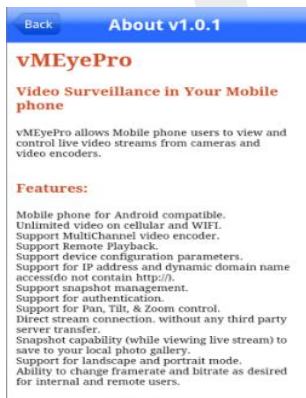 Back
About v1.0.1
vMEyePro
Video Surveillance in Your Mobile
phone
vMEyePro allows Mobile phone users to view and
control live video streams from cameras and
video encoders.
Features:
Mobile phone for Android compatible.
Unlimited video on cellular and WIFI.
Support MultiChannel video encoder.
Support Remote Playback.
Support device configuration parameters.
Support for IP address and dynamic domain name
access(do not contain http://).
Support snapshot management.
Support for authentication.
Support for Pan, Tilt, & Zoom control.
Direct stream connection. without any third party
server transfer.
Snapshot capability (while viewing live stream) to
save to your local photo gallery.
Support for landscape and portrait mode.
Ability to change framerate and bitrate as desired
for internal and remote users.